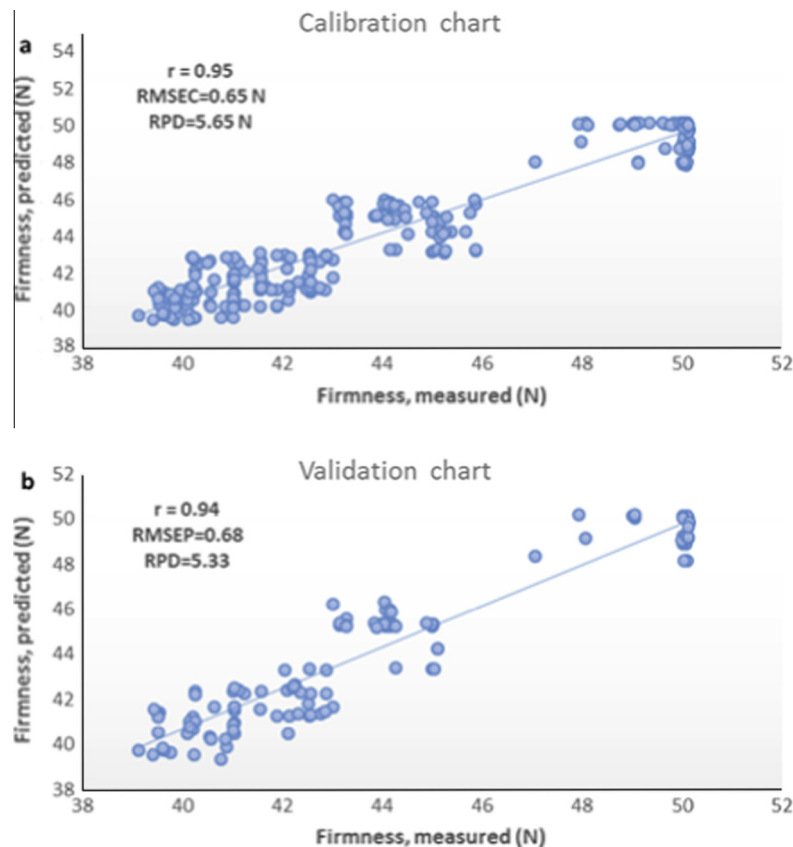 Calibration chart
a
r = 0.95
RMSEC=0.65 N
RPD=5.65 N
Firmness, predicted (N)
54
52
50
48
46
44
42
40
38
38 40 42 44 46 48 50 52
Firmness, measured (N)
Validation chart
b
r = 0.94
RMSEP=0.68
RPD=5.33
Firmness, predicted (N)
52
50
48
46
44
42
40
38
38 40 42 44 46 48 50 52
Firmness, measured (N)